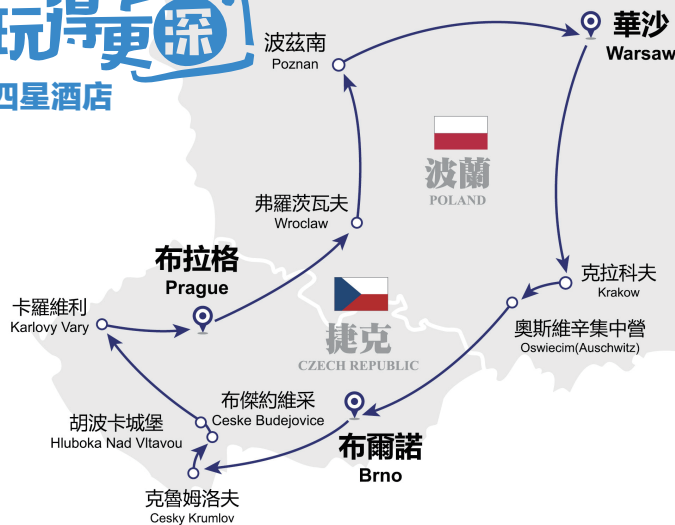 玩得更深
四星酒店
波茲南
Poznan
華沙
Warsaw
波蘭
POLAND
弗羅茨瓦夫
Wroclaw
布拉格
Prague
克拉科夫
Krakow
卡羅維利
Karlovy Vary
捷克
CZECH REPUBLIC
奧斯維辛集中營
Oswiecim(Auschwitz)
布傑約維采
Ceske Budejovice
胡波卡城堡
Hluboka Nad Vltavou
布爾諾
Brno
克魯姆洛夫
Cesky Krumlov